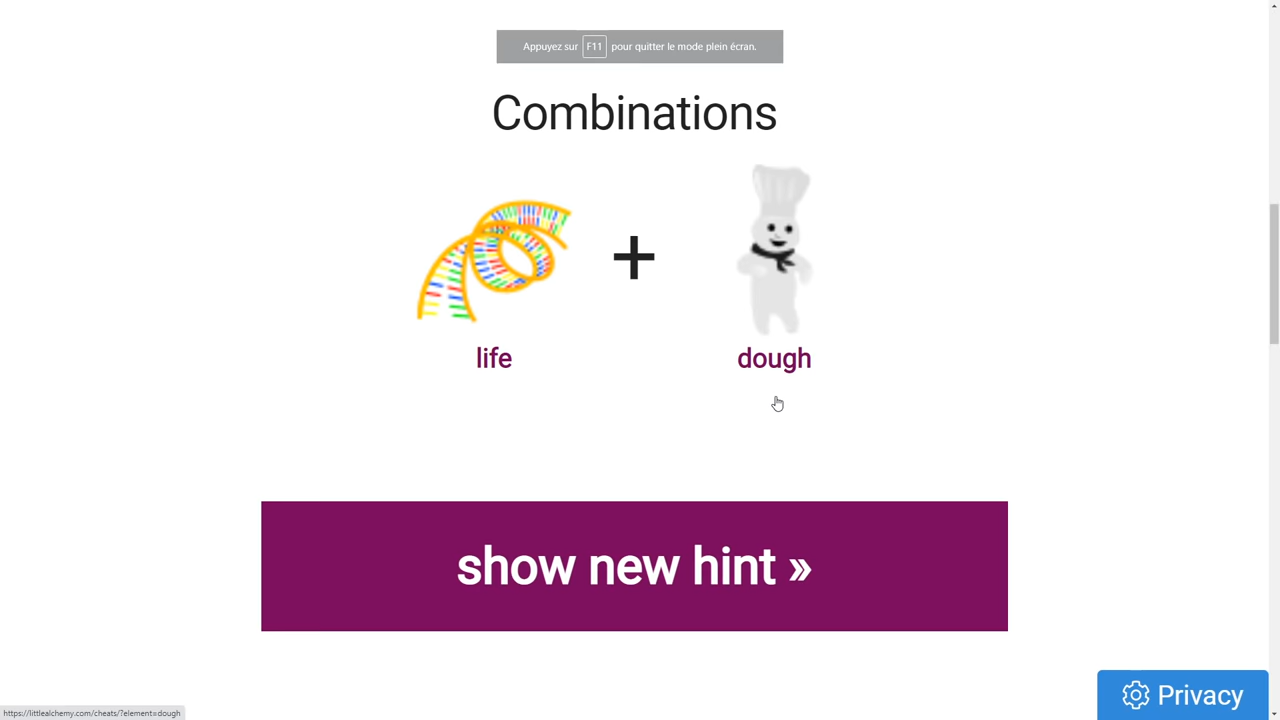 Appuyez sur F11 pour quitter le mode plein écran.
Combinations
+
life
dough
show new hint »
Privacy
https://littlealchemy.com/cheats/?element=dough